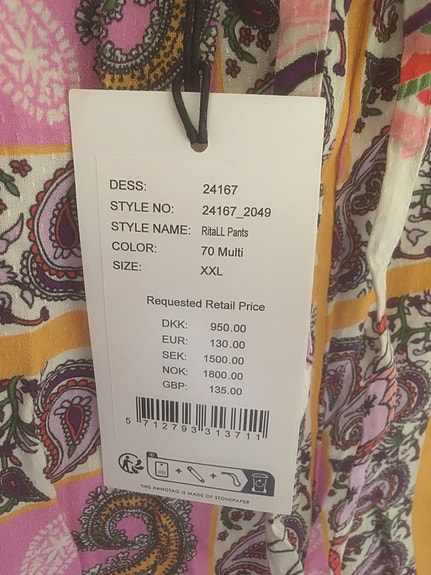 DESS: 24167
STYLE NO: 24167_2049
STYLE NAME: RitaLL Pants
COLOR: 70 Multi
SIZE: XXL
Requested Retail Price
DKK: 950.00
EUR: 130.00
SEK: 1500.00
NOK: 1800.00
GBP: 135.00
5 712793 313711
THIS HANGTAG IS MADE OF STONEPAPER